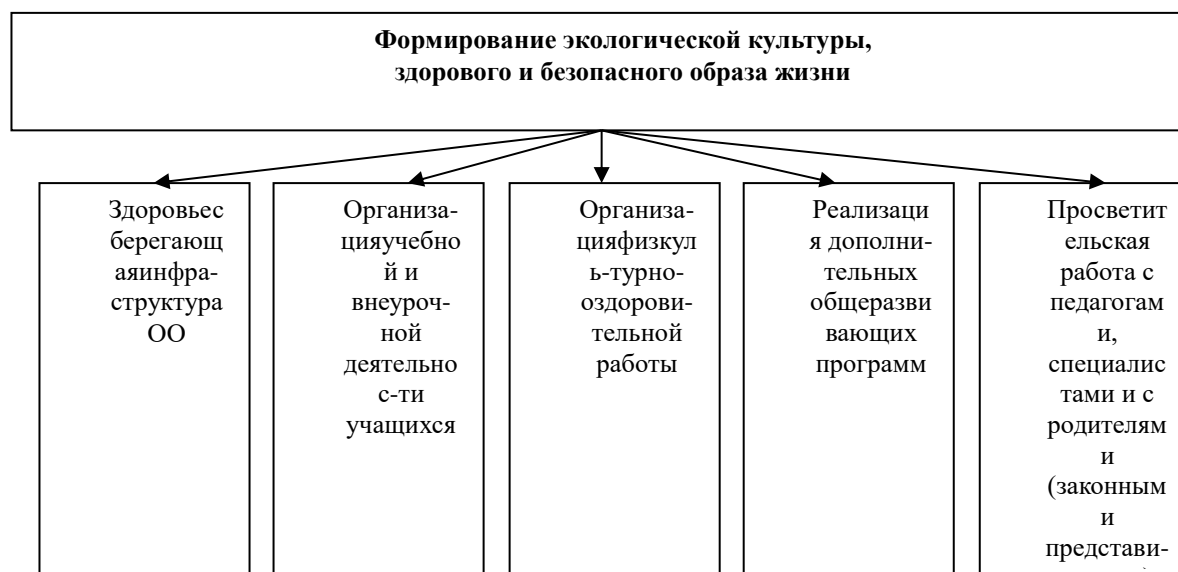 Формирование экологической культуры,
здорового и безопасного образа жизни
Здоровьес
берегающ
аяинфра-
структура
ОО
Организа-
цияучебно
й и
внеуроч-
ной
деятельно
с-ти
учащихся
Организа-
цияфизкул
ь-турно-
оздорови-
тельной
работы
Реализаци
я дополни-
тельных
общеразви
вающих
программ
Просветит
ельская
работа с
педагогам
и,
специалис
тами и с
родителям
и
(законным
и
представи-